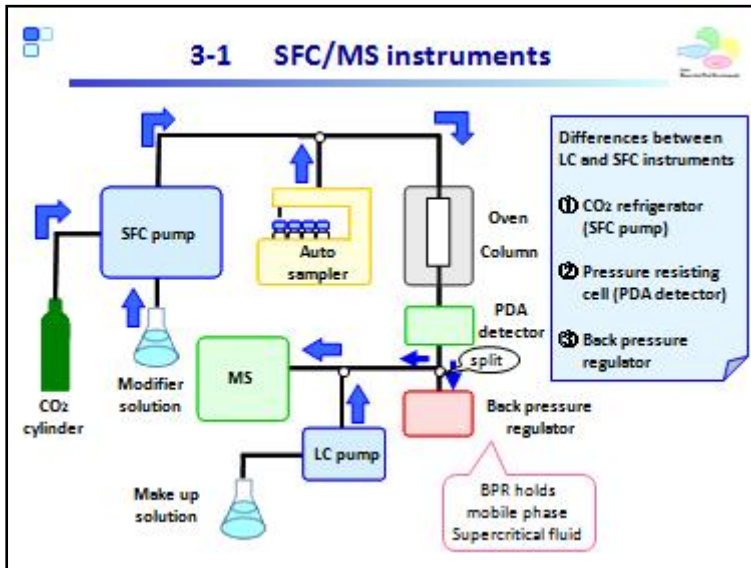 3-1 SFC/MS instruments
SFC pump
Auto
sampler
Oven
Column
PDA
detector
split
MS
Modifier
solution
CO₂
cylinder
LC pump
Make up
solution
Back pressure
regulator
BPR holds
mobile phase
Supercritical fluid
Differences between
LC and SFC instruments
① CO₂ refrigerator
(SFC pump)
② Pressure resisting
cell (PDA detector)
③ Back pressure
regulator